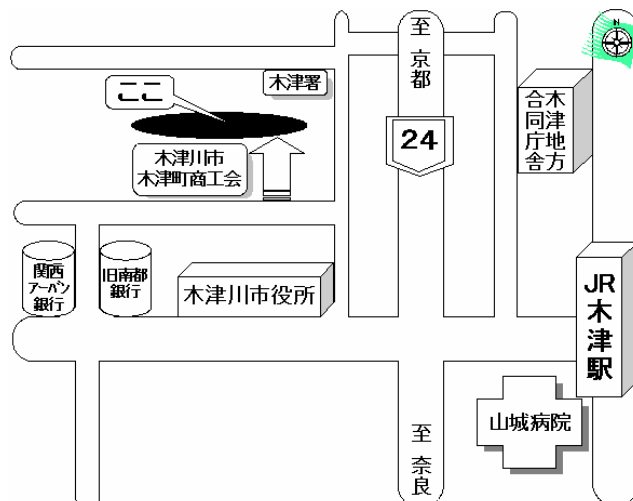 N
至 京都
木津署
ここ
24
木津地方
合同庁舎
木津川市
木津町商工会
関西
アーバン
銀行
旧南都
銀行
木津川市役所
JR木津駅
山城病院
至 奈良